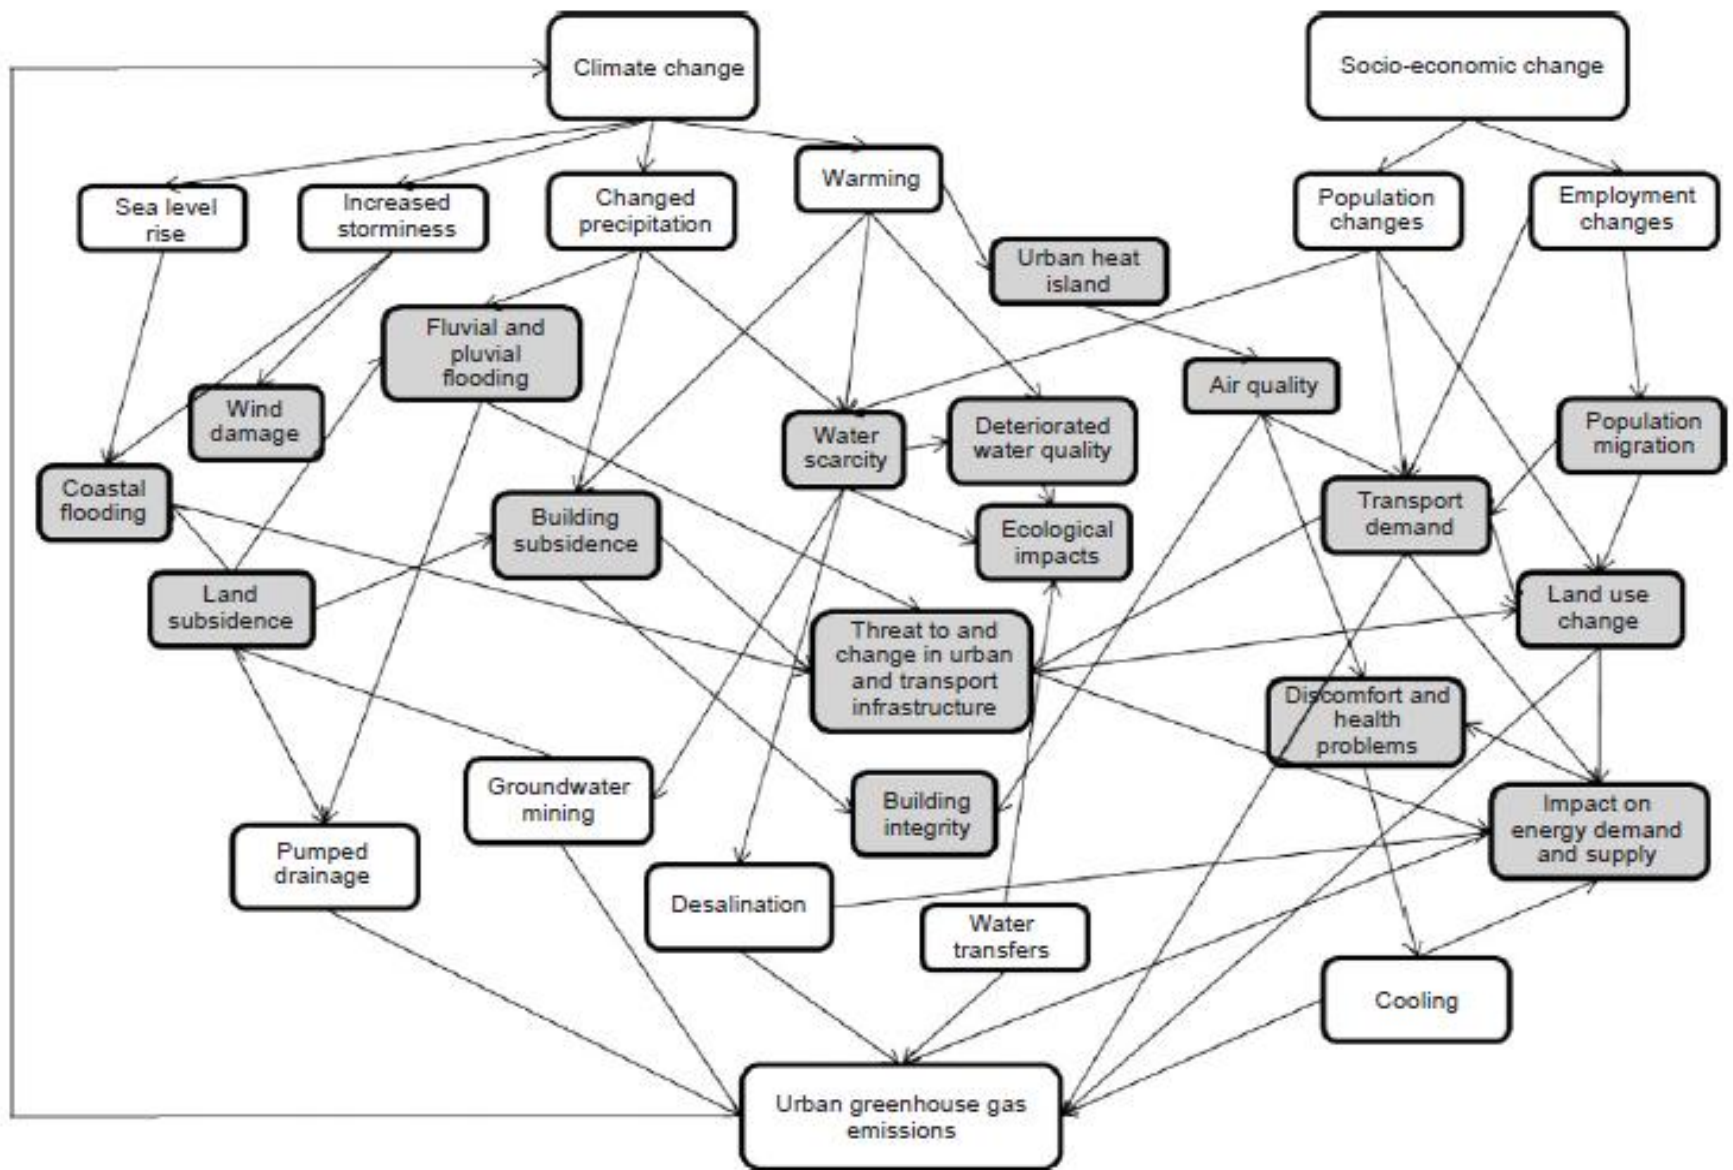 Climate change
Socio-economic change
Warming
Sea level
rise
Increased
storminess
Changed
precipitation
Population
changes
Employment
changes
Urban heat
island
Fluvial and
pluvial
flooding
Air quality
Wind
damage
Water
scarcity
Deteriorated
water quality
Population
migration
Coastal
flooding
Building
subsidence
Ecological
impacts
Transport
demand
Land
subsidence
Land use
change
Threat to and
change in urban
and transport
infrastructure
Discomfort and
health
problems
Groundwater
mining
Building
integrity
Impact on
energy demand
and supply
Pumped
drainage
Desalination
Water
transfers
Cooling
Urban greenhouse gas
emissions